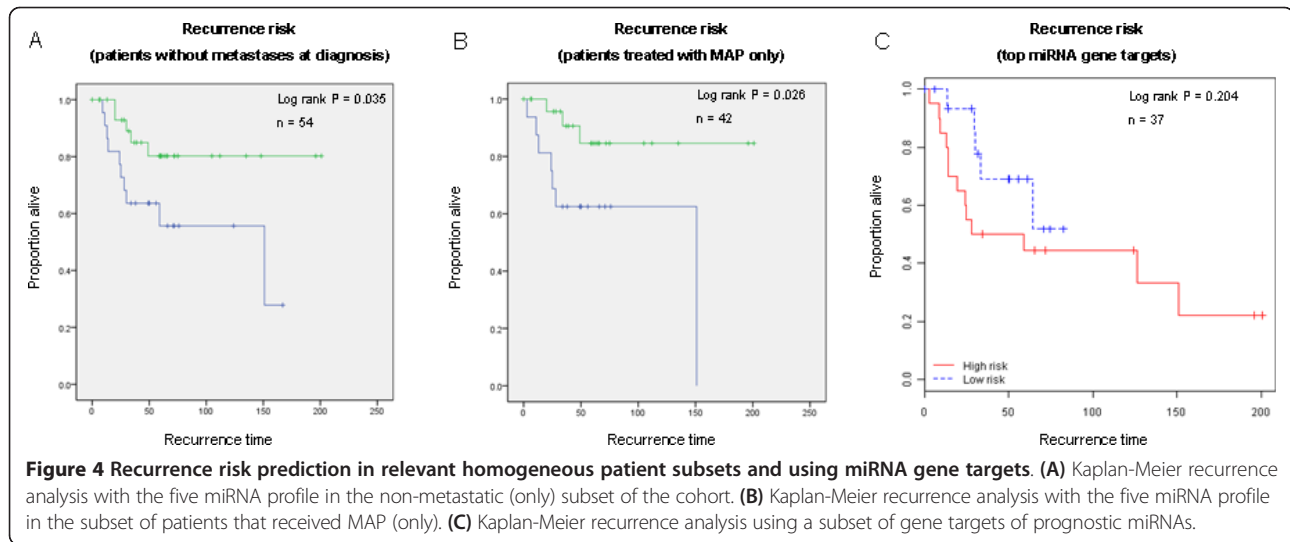 A
Recurrence risk
(patients without metastases at diagnosis)
Log rank P = 0.035
n = 54
Proportion alive
1.0
0.8
0.6
0.4
0.2
0.0
0 50 100 150 200 250
Recurrence time
B
Recurrence risk
(patients treated with MAP only)
Log rank P = 0.026
n = 42
Proportion alive
1.0
0.8
0.6
0.4
0.2
0.0
0 50 100 150 200 250
Recurrence time
C
Recurrence risk
(top miRNA gene targets)
Log rank P = 0.204
n = 37
Proportion alive
1.0
0.8
0.6
0.4
0.2
0.0
High risk
Low risk
0 50 100 150 200
Recurrence time
Figure 4 Recurrence risk prediction in relevant homogeneous patient subsets and using miRNA gene targets. (A) Kaplan-Meier recurrence
analysis with the five miRNA profile in the non-metastatic (only) subset of the cohort. (B) Kaplan-Meier recurrence analysis with the five miRNA profile
in the subset of patients that received MAP (only). (C) Kaplan-Meier recurrence analysis using a subset of gene targets of prognostic miRNAs.